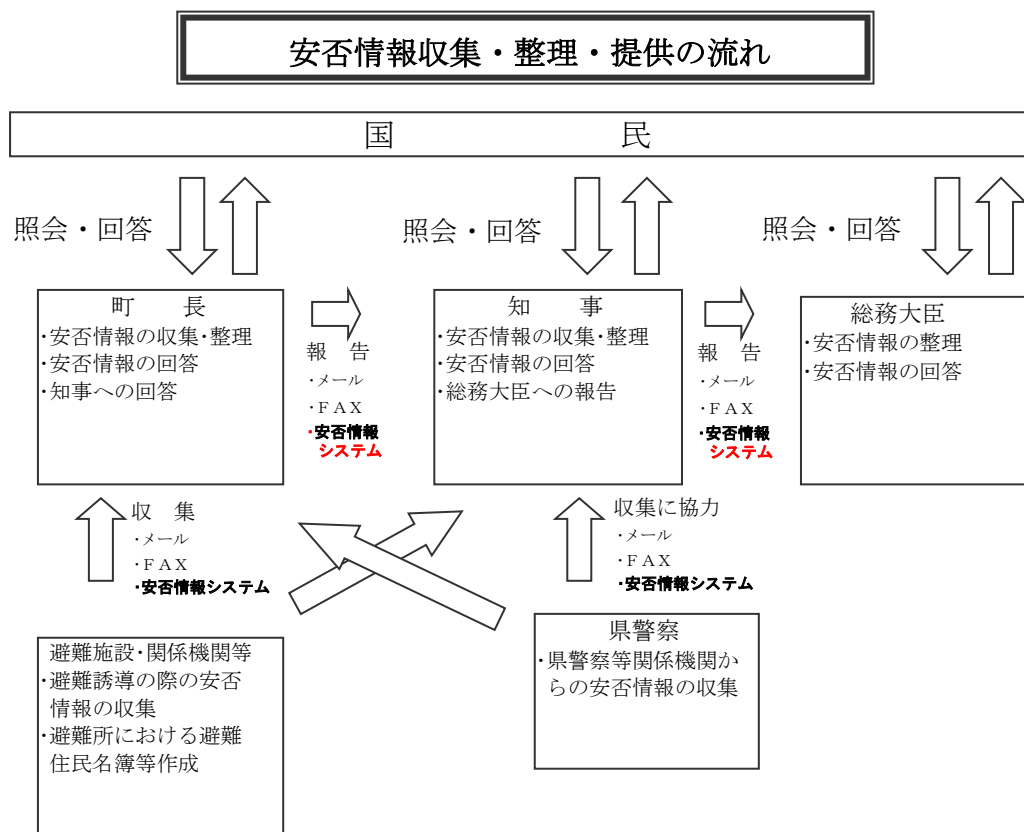 安否情報収集・整理・提供の流れ
国　　　民
照会・回答
照会・回答
照会・回答
町　長
・安否情報の収集・整理
・安否情報の回答
・知事への回答
報　告
・メール
・ＦＡＸ
・安否情報
システム
知　事
・安否情報の収集・整理
・安否情報の回答
・総務大臣への報告
報　告
・メール
・ＦＡＸ
・安否情報
システム
総務大臣
・安否情報の整理
・安否情報の回答
収　集
・メール
・ＦＡＸ
・安否情報システム
収集に協力
・メール
・ＦＡＸ
・安否情報システム
避難施設・関係機関等
・避難誘導の際の安否
情報の収集
・避難所における避難
住民名簿等作成
県警察
・県警察等関係機関か
らの安否情報の収集